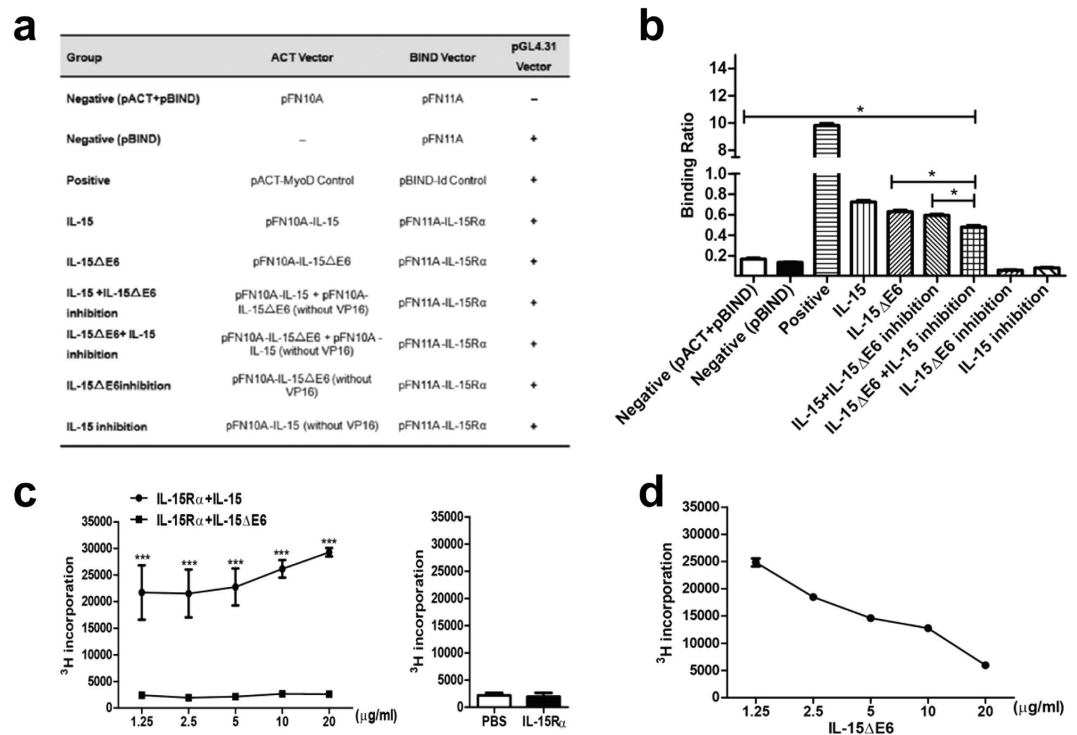 a
Group ACT Vector BIND Vector pGL4.31 Vector
Negative (pACT+pBIND) pFN10A pFN11A –
Negative (pBIND) – pFN11A +
Positive pACT-MyoD Control pBIND-Id Control +
IL-15 pFN10A-IL-15 pFN11A-IL-15Rα +
IL-15△E6 pFN10A-IL-15△E6 pFN11A-IL-15Rα +
IL-15 +IL-15△E6 inhibition pFN10A-IL-15 + pFN10A-IL-15△E6 (without VP16) pFN11A-IL-15Rα +
IL-15△E6+ IL-15 inhibition pFN10A-IL-15△E6 + pFN10A -IL-15 (without VP16) pFN11A-IL-15Rα +
IL-15△E6inhibition pFN10A-IL-15△E6 (without VP16) pFN11A-IL-15Rα +
IL-15 inhibition pFN10A-IL-15 (without VP16) pFN11A-IL-15Rα +
b
Binding Ratio
14
12
10
8
1.0
0.8
0.6
0.4
0.2
*
*
*
Negative (pACT+pBIND)
Negative (pBIND)
Positive
IL-15
IL-15△E6
IL-15+IL-15△E6 inhibition
IL-15△E6 +IL-15 inhibition
IL-15△E6 inhibition
IL-15 inhibition
c
IL-15Rα+IL-15
IL-15Rα+IL-15△E6
³H incorporation
35000
30000
25000
20000
15000
10000
5000
0
*** *** *** *** ***
1.25 2.5 5 10 20 (μg/ml)
³H incorporation
35000
30000
25000
20000
15000
10000
5000
0
PBS IL-15Rα
d
³H incorporation
35000
30000
25000
20000
15000
10000
5000
0
1.25 2.5 5 10 20 (μg/ml)
IL-15△E6